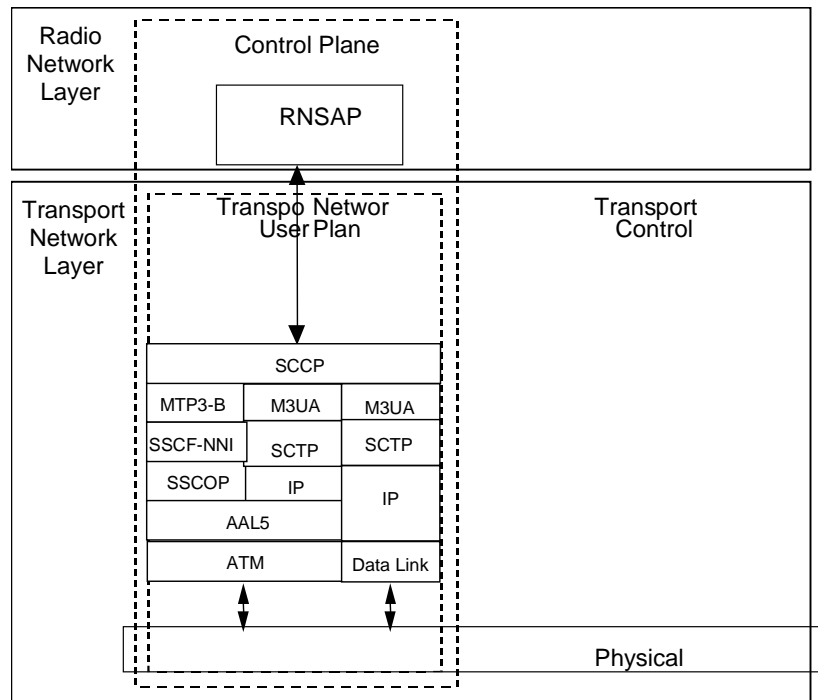 Radio
Network
Layer
Control Plane
RNSAP
Transport
Network
Layer
Transpo Networ
User Plan
Transport
Control
SCCP
MTP3-B
M3UA
M3UA
SSCF-NNI
SCTP
SCTP
SSCOP
IP
IP
AAL5
ATM
Data Link
Physical